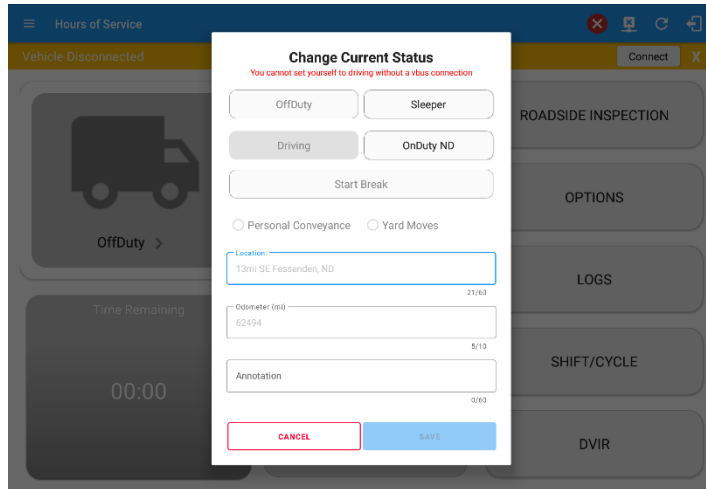 Hours of Service
Vehicle Disconnected
Connect
X
Change Current Status
You cannot set yourself to driving without a vbus connection
OffDuty
Sleeper
Driving
OnDuty ND
Start Break
Personal Conveyance
Yard Moves
Location:
13mi SE Fessenden, ND
21/60
Odometer (mi)
62494
5/10
Annotation
0/60
CANCEL
SAVE
OffDuty >
Time Remaining
00:00
ROADSIDE INSPECTION
OPTIONS
LOGS
SHIFT/CYCLE
DVIR